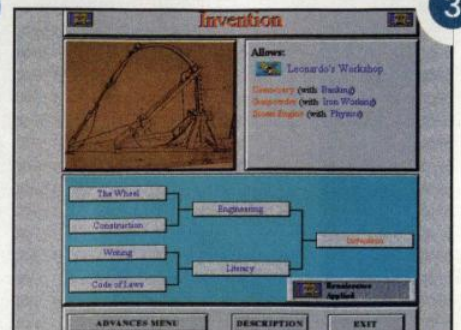 3
Invention
Allows:
Leonardo's Workshop
Democracy (with Banking)
Gunpowder (with Iron Working)
Steam Engine (with Physics)
The Wheel
Construction
Writing
Code of Laws
Engineering
Literacy
Invention
Renaissance
Applied
ADVANCES MENU
DESCRIPTION
EXIT